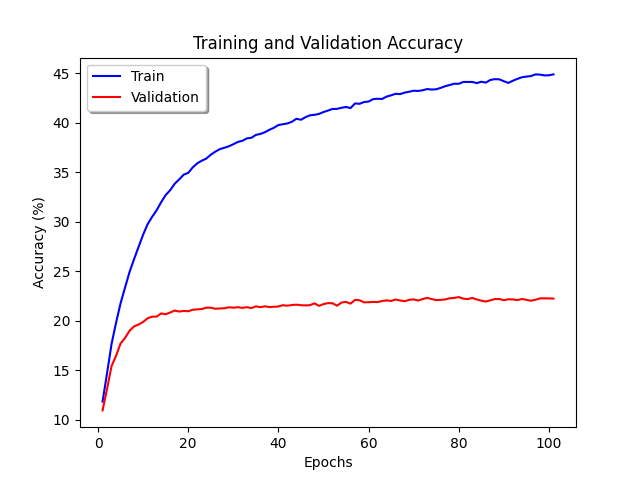 Training and Validation Accuracy
Train
Validation
Accuracy (%)
45
40
35
30
25
20
15
10
0 20 40 60 80 100
Epochs